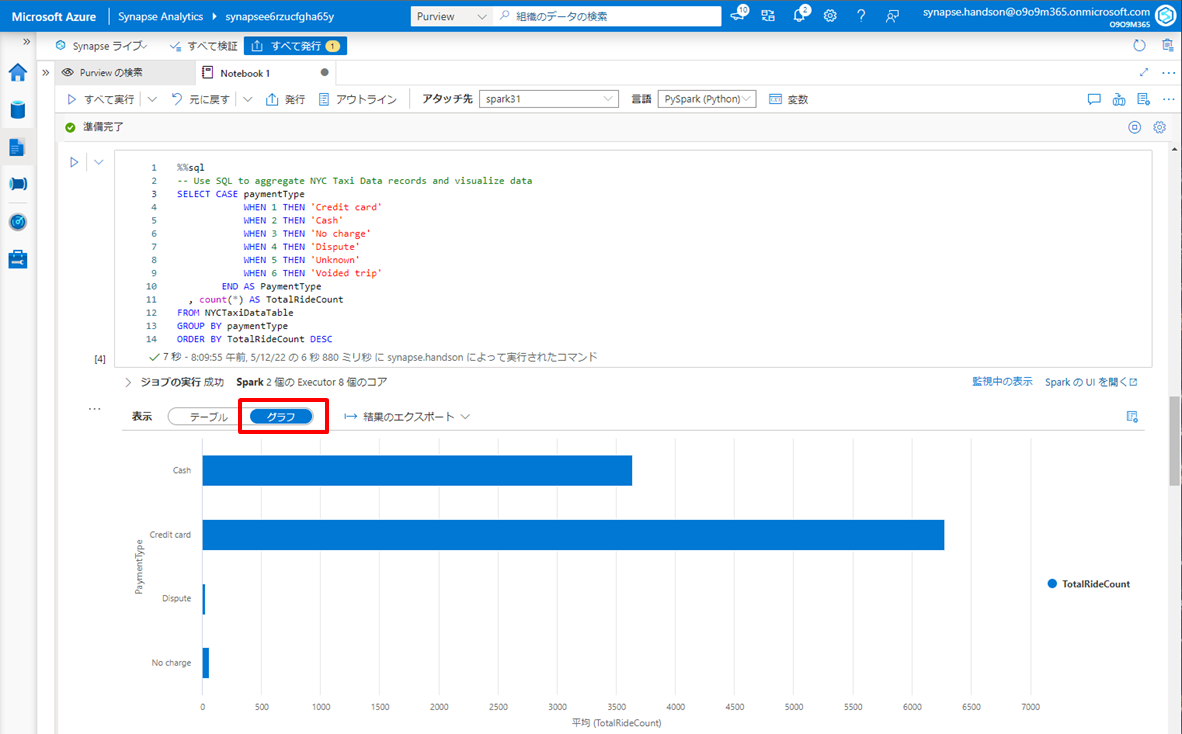 Microsoft Azure Synapse Analytics synapsee6rzucfgha65y Purview 組織のデータの検索 10 2 ? synapse.handson@o9o9m365.onmicrosoft.com
O9O9M365
Synapse ライブ すべて検証 すべて発行 1
Purview の検索 Notebook 1
すべて実行 元に戻す 発行 アウトライン アタッチ先 spark31 言語 PySpark (Python) 変数
準備完了
1 %%sql
2 -- Use SQL to aggregate NYC Taxi Data records and visualize data
3 SELECT CASE paymentType
4 WHEN 1 THEN 'Credit card'
5 WHEN 2 THEN 'Cash'
6 WHEN 3 THEN 'No charge'
7 WHEN 4 THEN 'Dispute'
8 WHEN 5 THEN 'Unknown'
9 WHEN 6 THEN 'Voided trip'
10 END AS PaymentType
11 , count(*) AS TotalRideCount
12 FROM NYCTaxiDataTable
13 GROUP BY paymentType
14 ORDER BY TotalRideCount DESC
[4] 7 秒 - 8:09:55 午前, 5/12/22 の 6 秒 880 ミリ秒 に synapse.handson によって実行されたコマンド
ジョブの実行 成功 Spark 2 個の Executor 8 個のコア 監視中の表示 Spark の UI を開く
表示 テーブル グラフ 結果のエクスポート
Cash
Credit card
PaymentType
TotalRideCount
Dispute
No charge
0 500 1000 1500 2000 2500 3000 3500 4000 4500 5000 5500 6000 6500 7000
平均 (TotalRideCount)